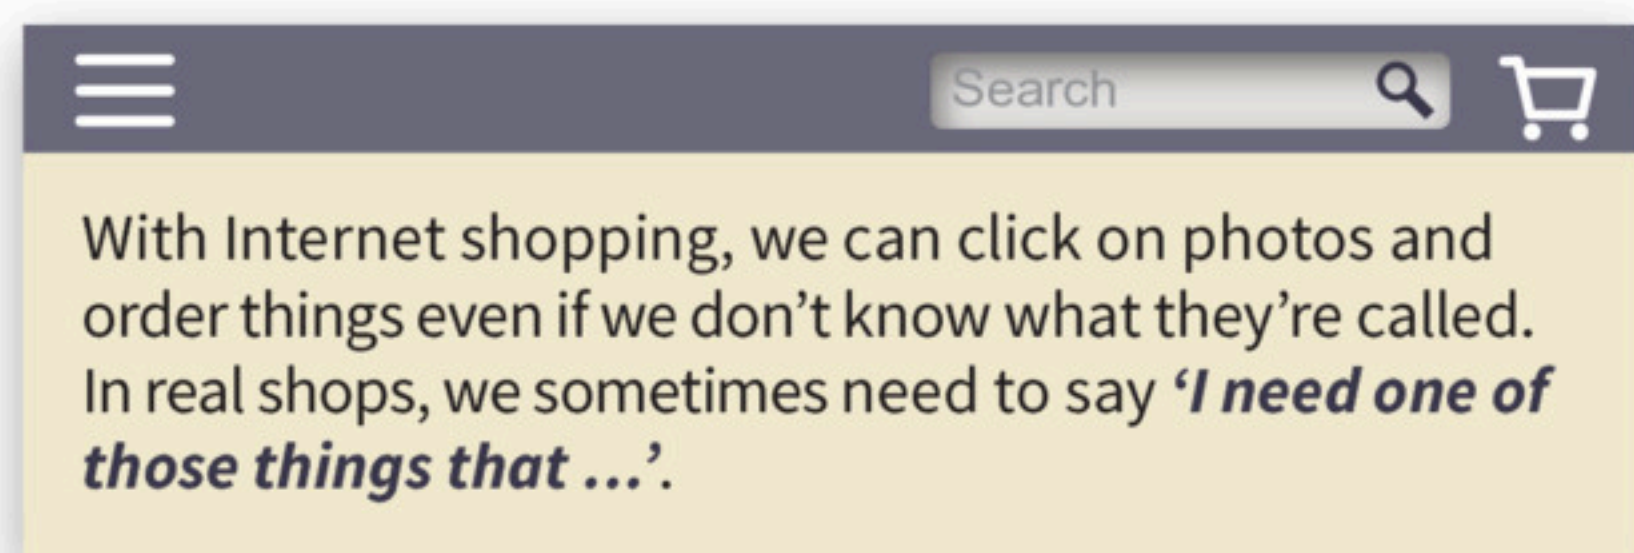 Search
With Internet shopping, we can click on photos and
order things even if we don’t know what they’re called.
In real shops, we sometimes need to say ‘I need one of
those things that ...’.